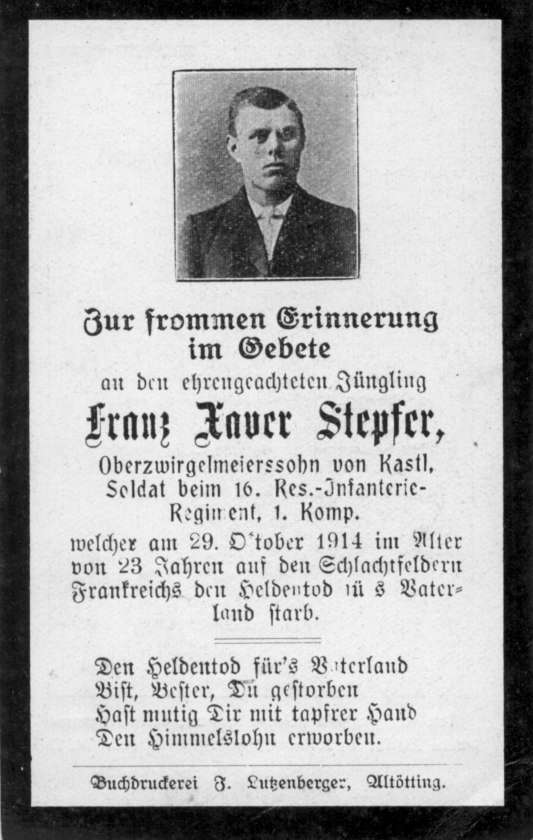 Zur frommen Erinnerung
im Gebete
an den ehrengeachteten Jüngling
Franz Xaver Stepfer,
Oberzwirgelmeierssohn von Kastl,
Soldat beim 16. Res.-Infanterie-
Regiment, 1. Komp.
welcher am 29. Oktober 1914 im Alter
von 23 Jahren auf den Schlachtfeldern
Frankreichs den Heldentod fürs Vater-
land starb.
Den Heldentod für's Vaterland
Bist, Bester, Du gestorben
Hast mutig Dir mit tapfrer Hand
Den Himmelslohn erworben.
Buchdruckerei J. Lutzenberger, Altötting.